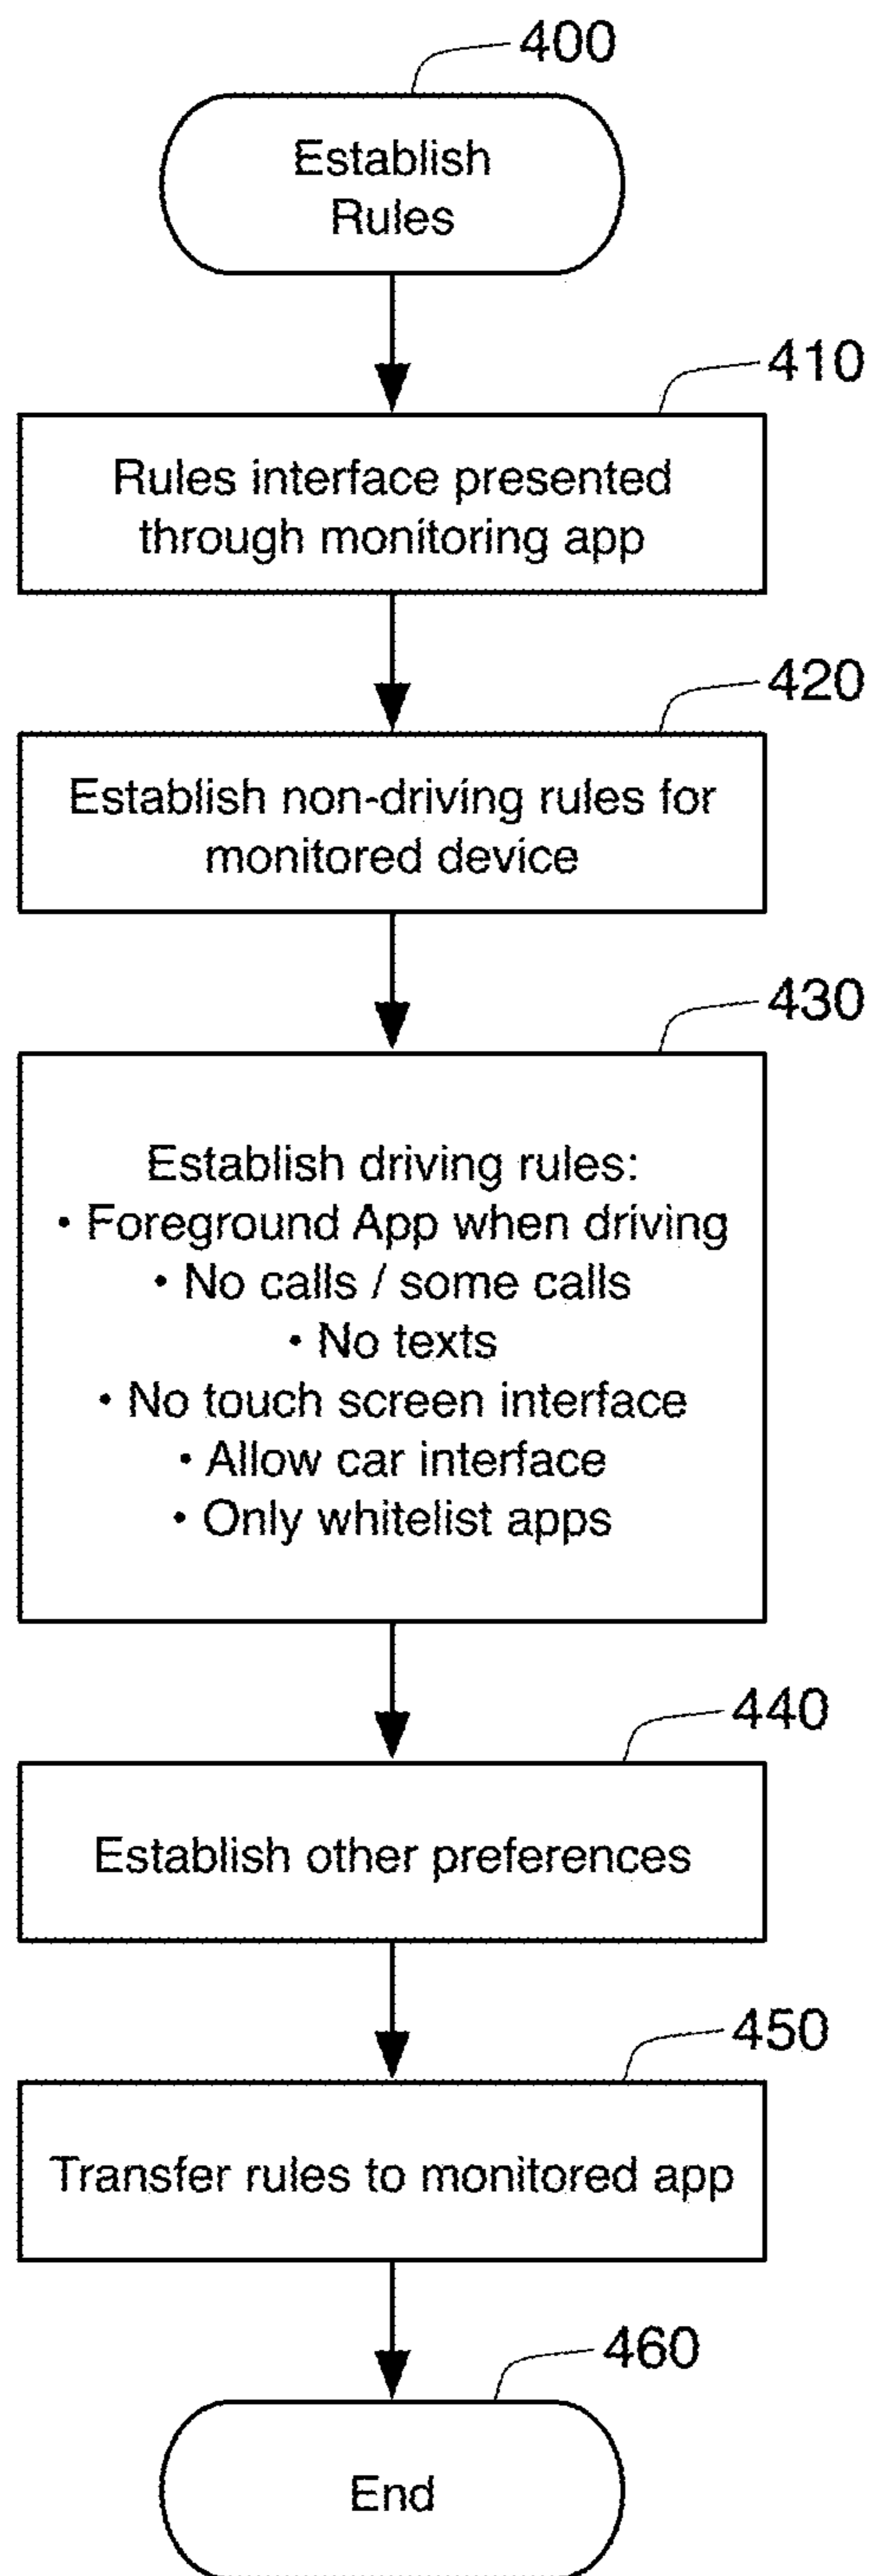 400
Establish
Rules
410
Rules interface presented
through monitoring app
420
Establish non-driving rules for
monitored device
430
Establish driving rules:
• Foreground App when driving
• No calls / some calls
• No texts
• No touch screen interface
• Allow car interface
• Only whitelist apps
440
Establish other preferences
450
Transfer rules to monitored app
460
End